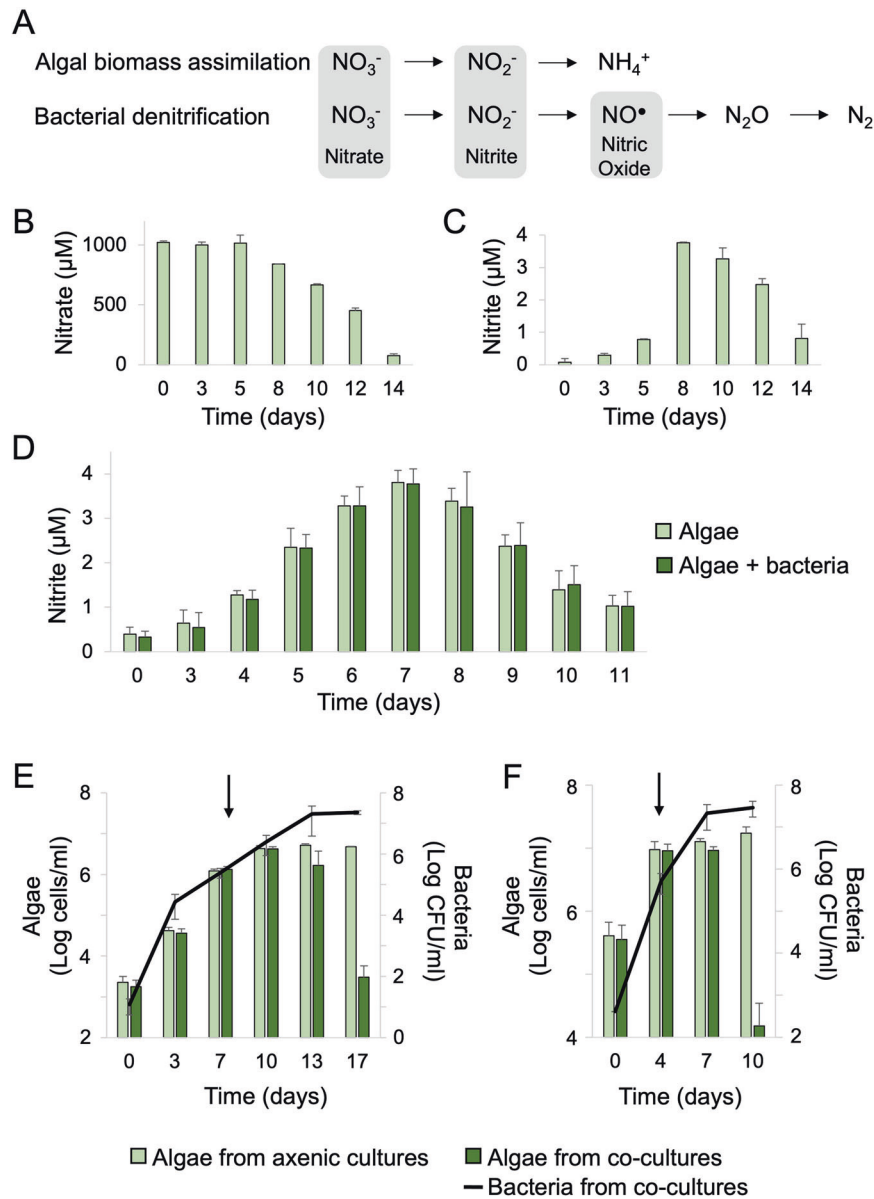 A
Algal biomass assimilation NO₃⁻ → NO₂⁻ → NH₄⁺
Bacterial denitrification NO₃⁻ → NO₂⁻ → NO• → N₂O → N₂
Nitrate Nitrite Nitric
Oxide
B
Nitrate (µM)
1000
500
0
0 3 5 8 10 12 14
Time (days)
C
Nitrite (µM)
4
3
2
1
0
0 3 5 8 10 12 14
Time (days)
D
Nitrite (µM)
4
3
2
1
0
0 3 4 5 6 7 8 9 10 11
Time (days)
Algae
Algae + bacteria
E
Algae
(Log cells/ml)
8
6
4
2
0 3 7 10 13 17
Time (days)
8
6
4
2
0
Bacteria
(Log CFU/ml)
F
Algae
(Log cells/ml)
8
6
4
0 4 7 10
Time (days)
8
6
4
2
Bacteria
(Log CFU/ml)
Algae from axenic cultures
Algae from co-cultures
Bacteria from co-cultures